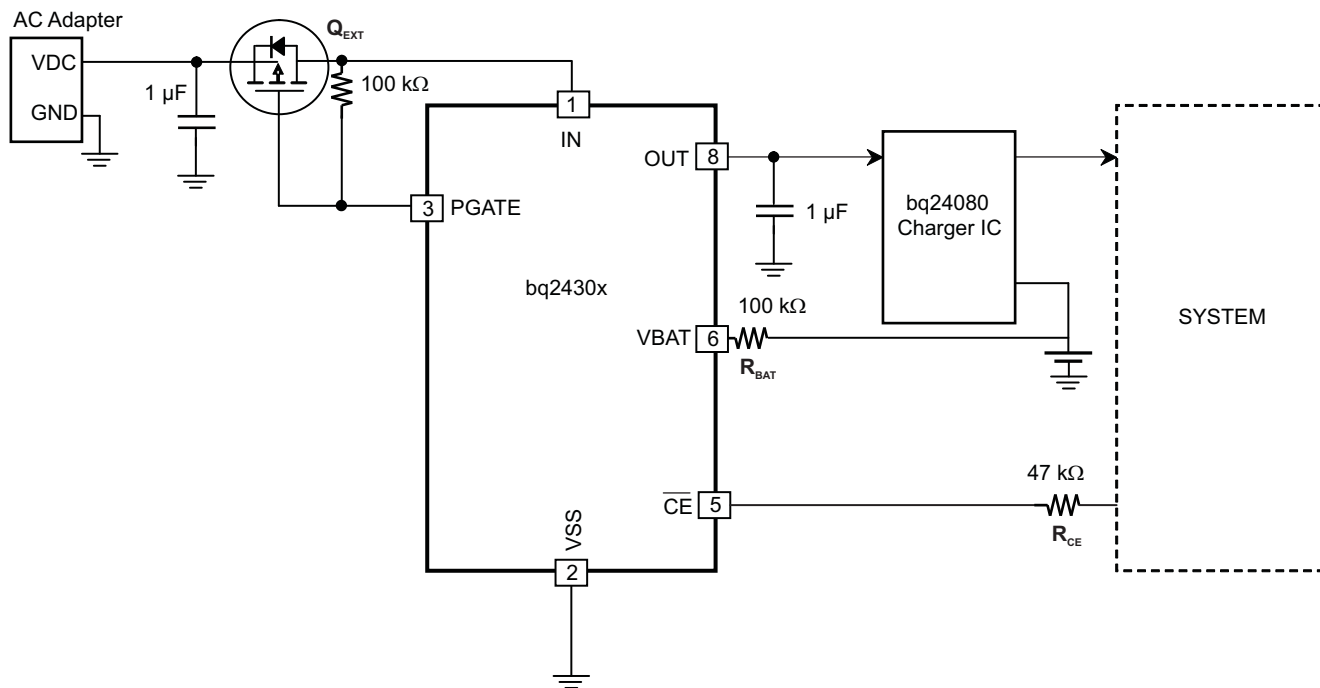 AC Adapter
VDC
GND
1 µF
Q_EXT
100 kΩ
1
IN
3
PGATE
OUT
8
1 µF
bq24080
Charger IC
bq2430x
SYSTEM
100 kΩ
VBAT
6
R_BAT
47 kΩ
C̅E̅
5
R_CE
VSS
2